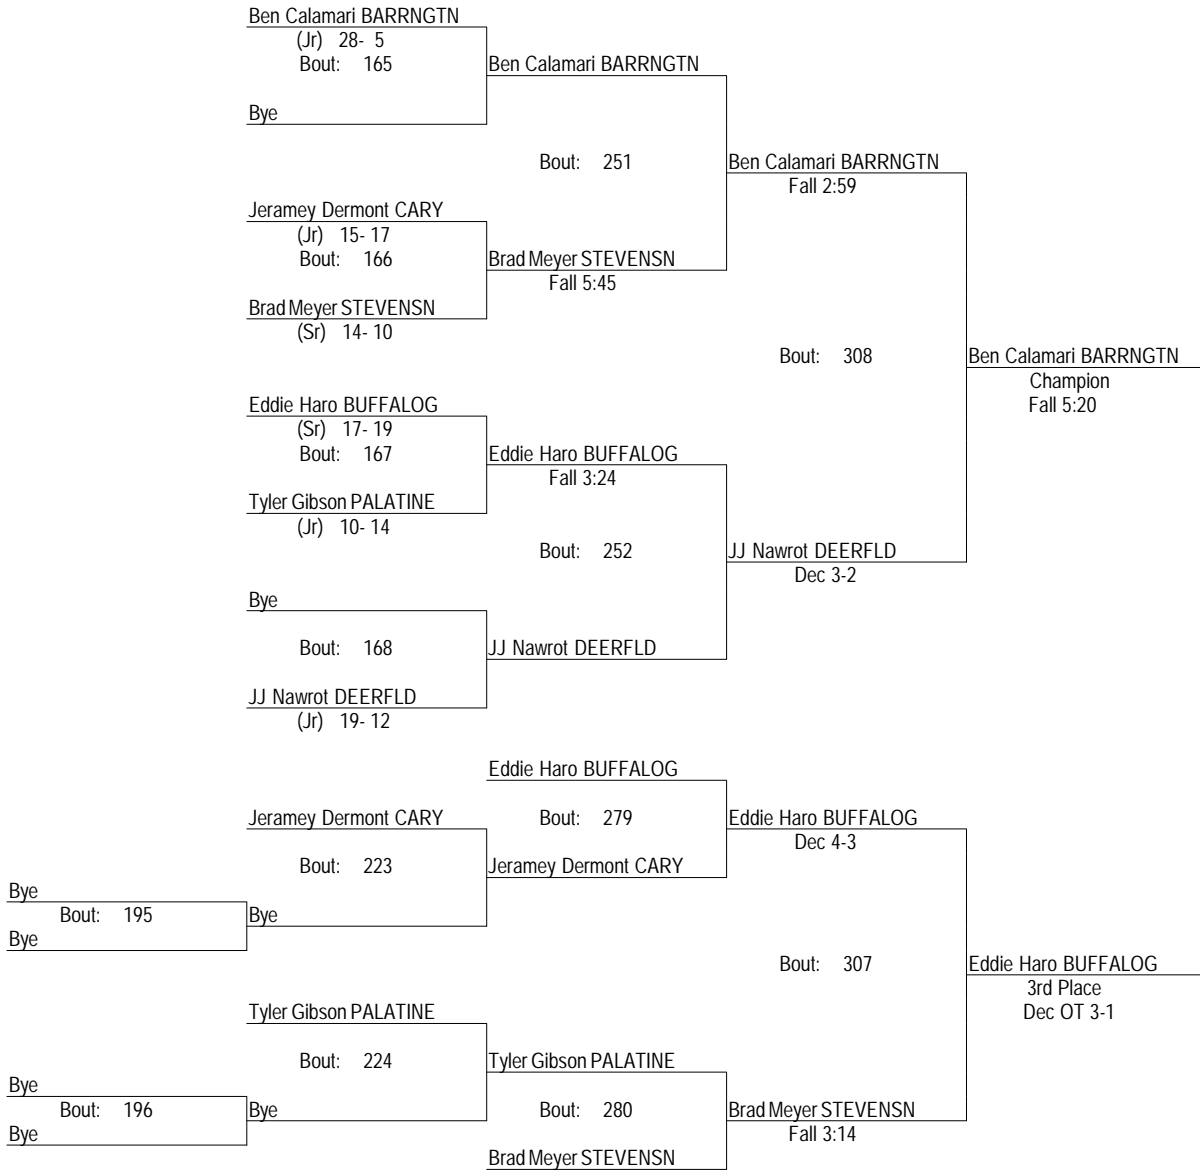 Ben Calamari BARRNGTN
(Jr) 28- 5
Bout: 165
Ben Calamari BARRNGTN
Bye
Bout: 251
Ben Calamari BARRNGTN
Fall 2:59
Jeramey Dermont CARY
(Jr) 15- 17
Bout: 166
Brad Meyer STEVENSN
Fall 5:45
Brad Meyer STEVENSN
(Sr) 14- 10
Bout: 308
Ben Calamari BARRNGTN
Champion
Fall 5:20
Eddie Haro BUFFALOG
(Sr) 17- 19
Bout: 167
Eddie Haro BUFFALOG
Fall 3:24
Tyler Gibson PALATINE
(Jr) 10- 14
Bout: 252
JJ Nawrot DEERFLD
Dec 3-2
Bye
Bout: 168
JJ Nawrot DEERFLD
JJ Nawrot DEERFLD
(Jr) 19- 12
Eddie Haro BUFFALOG
Jeramey Dermont CARY
Bout: 279
Eddie Haro BUFFALOG
Dec 4-3
Bout: 223
Jeramey Dermont CARY
Bye
Bout: 195
Bye
Bye
Bout: 307
Eddie Haro BUFFALOG
3rd Place
Dec OT 3-1
Tyler Gibson PALATINE
Bout: 224
Tyler Gibson PALATINE
Bye
Bout: 196
Bye
Bout: 280
Brad Meyer STEVENSN
Fall 3:14
Bye
Brad Meyer STEVENSN